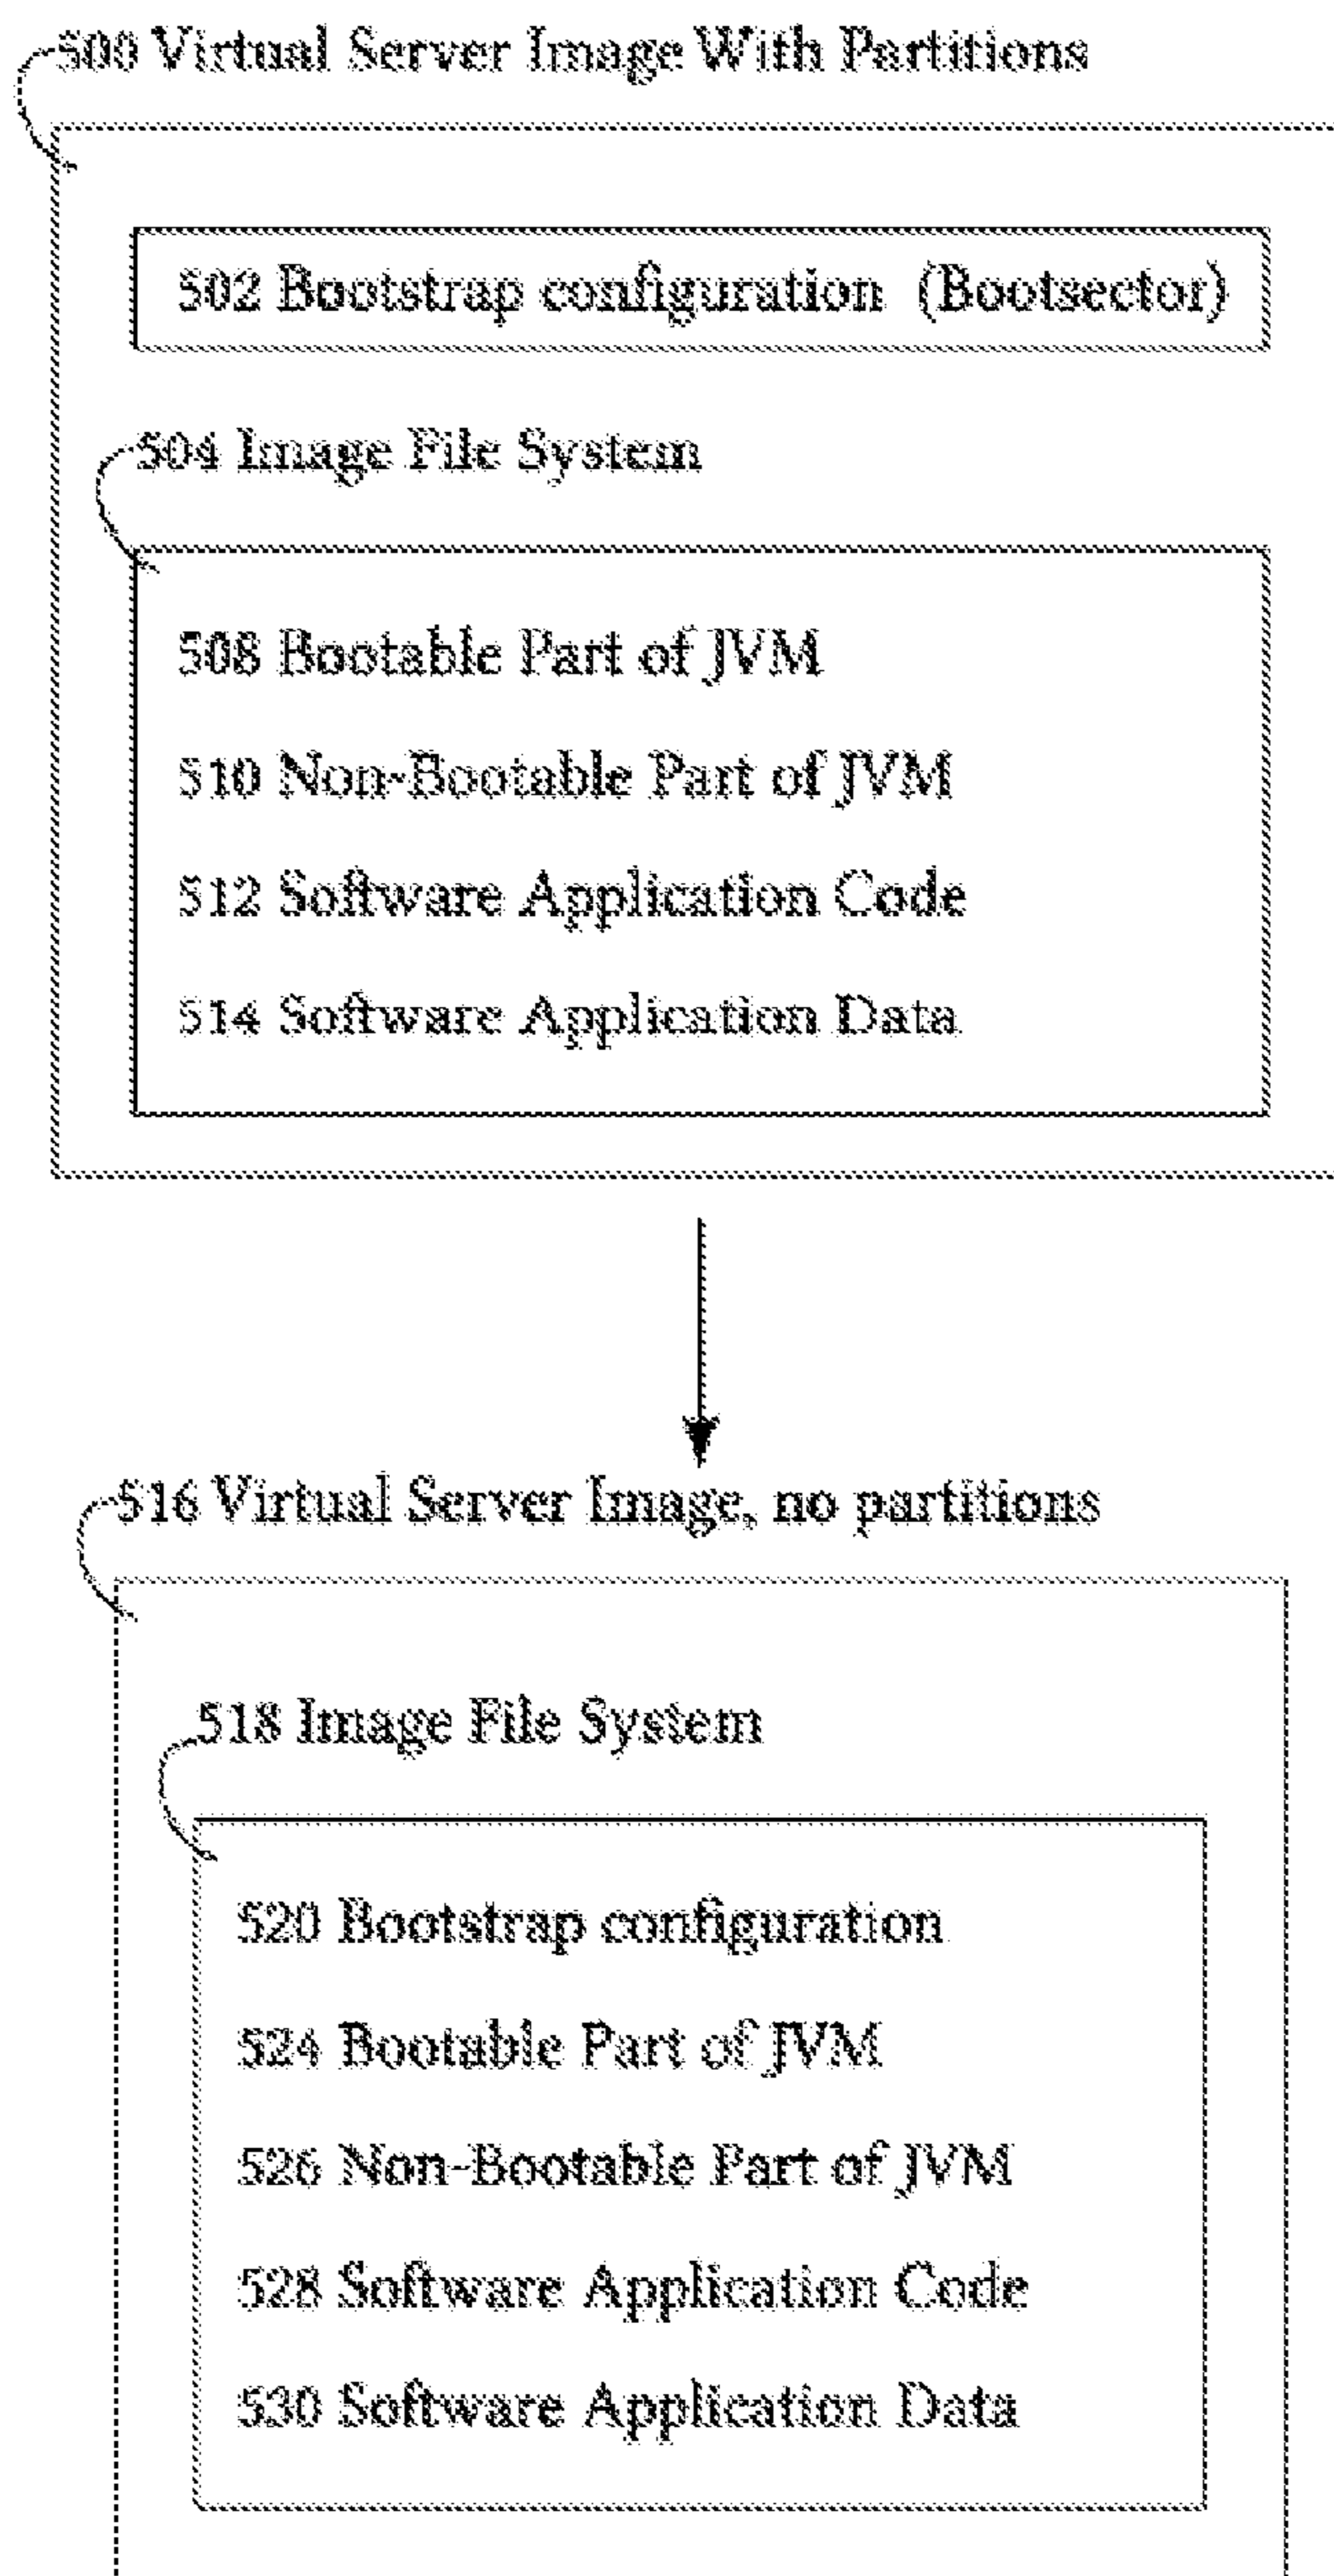 500 Virtual Server Image With Partitions
502 Bootstrap configuration (Bootsector)
504 Image File System
508 Bootable Part of JVM
510 Non-Bootable Part of JVM
512 Software Application Code
514 Software Application Data
516 Virtual Server Image, no partitions
518 Image File System
520 Bootstrap configuration
524 Bootable Part of JVM
526 Non-Bootable Part of JVM
528 Software Application Code
530 Software Application Data